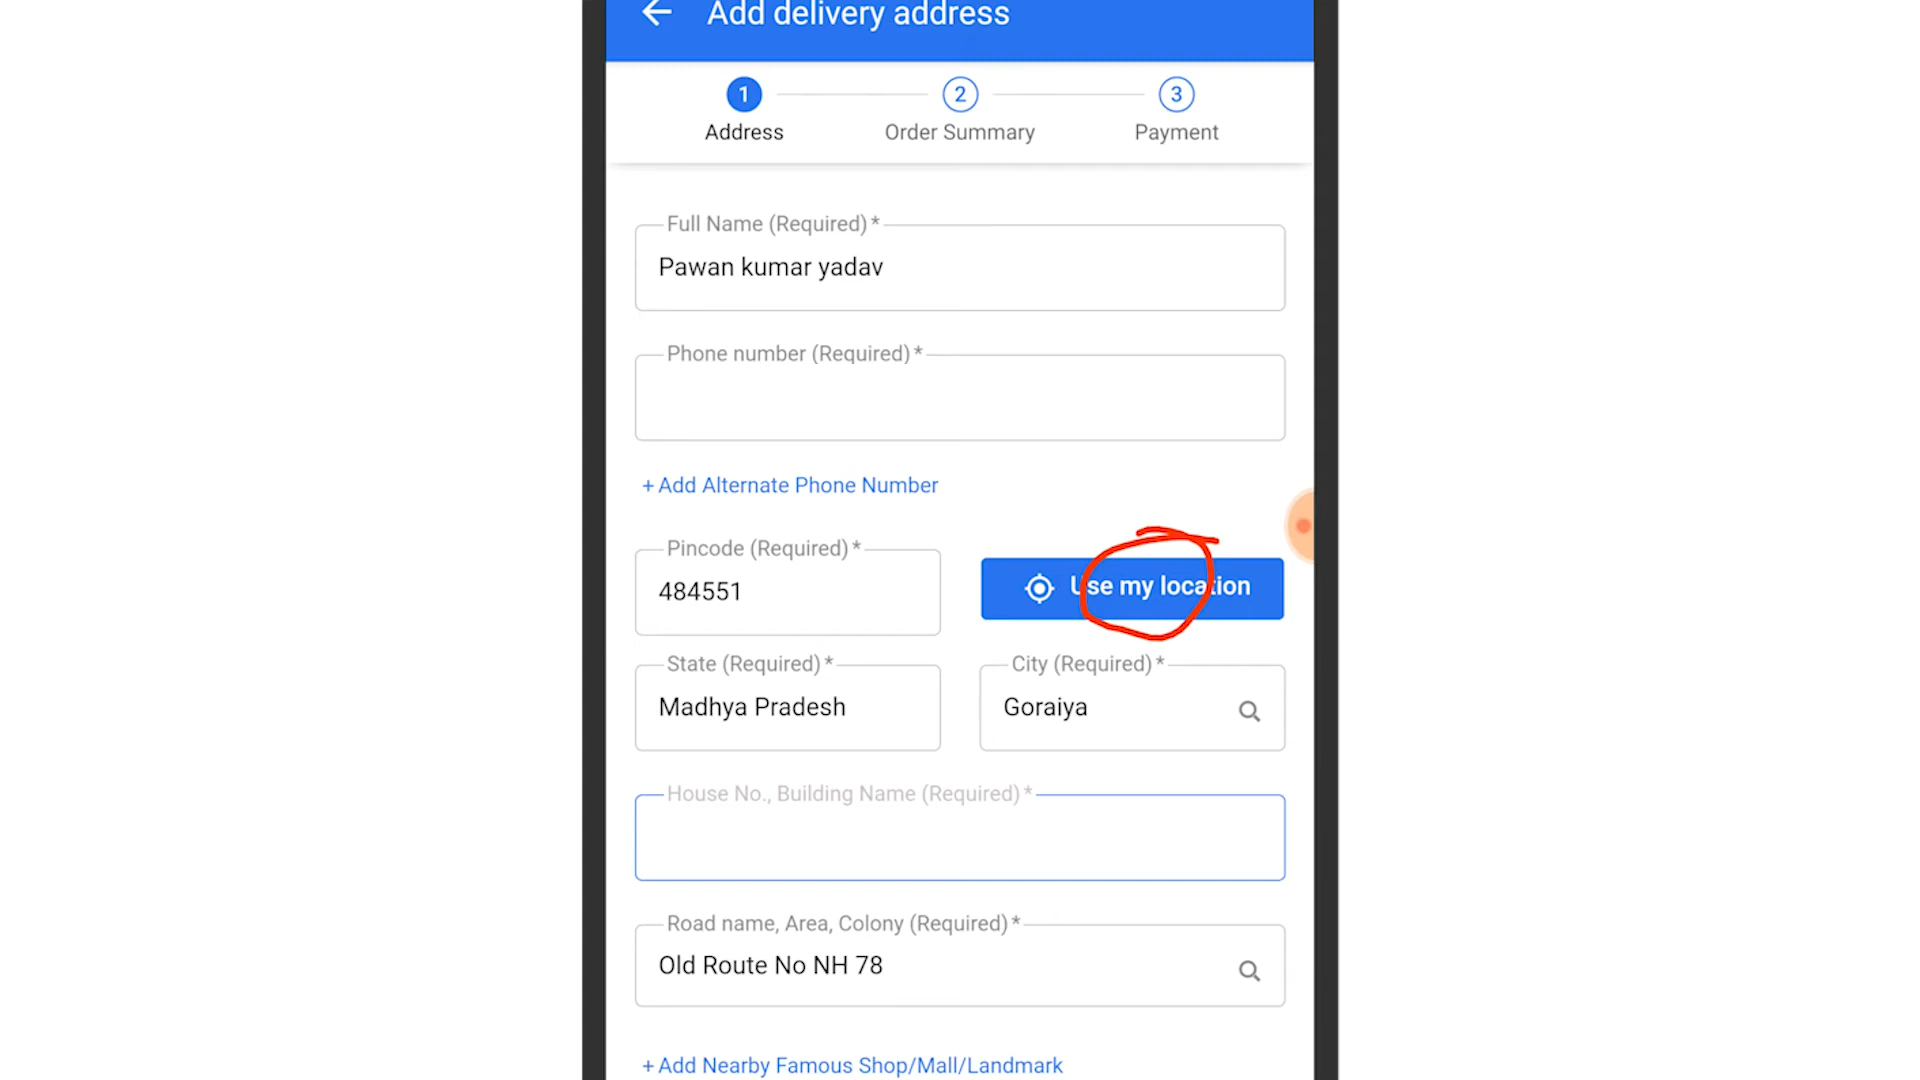 Add delivery address
1 2 3
Address Order Summary Payment
Full Name (Required) *
Pawan kumar yadav
Phone number (Required) *
+ Add Alternate Phone Number
Pincode (Required) *
484551
Use my location
State (Required) * City (Required) *
Madhya Pradesh Goraiya
House No., Building Name (Required) *
Road name, Area, Colony (Required) *
Old Route No NH 78
+ Add Nearby Famous Shop/Mall/Landmark